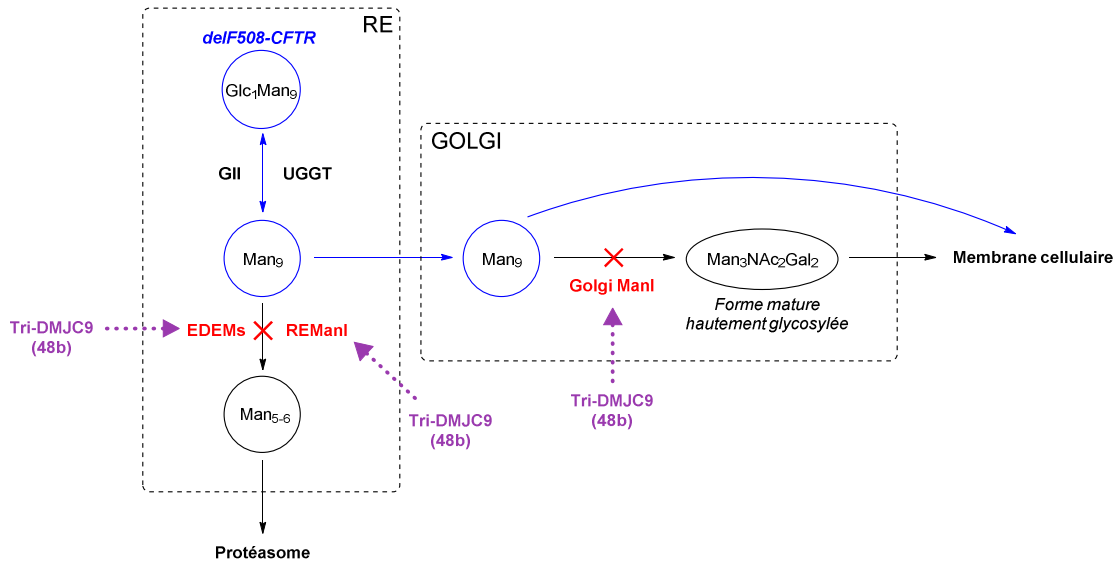 RE
delF508-CFTR
Glc1Man9
GII
UGGT
GOLGI
Man9
Man9
Man3NAc2Gal2
Membrane cellulaire
Golgi ManI
Forme mature
hautement glycosylée
Tri-DMJC9
(48b)
EDEMs
REManI
Tri-DMJC9
(48b)
Tri-DMJC9
(48b)
Man5-6
Protéasome